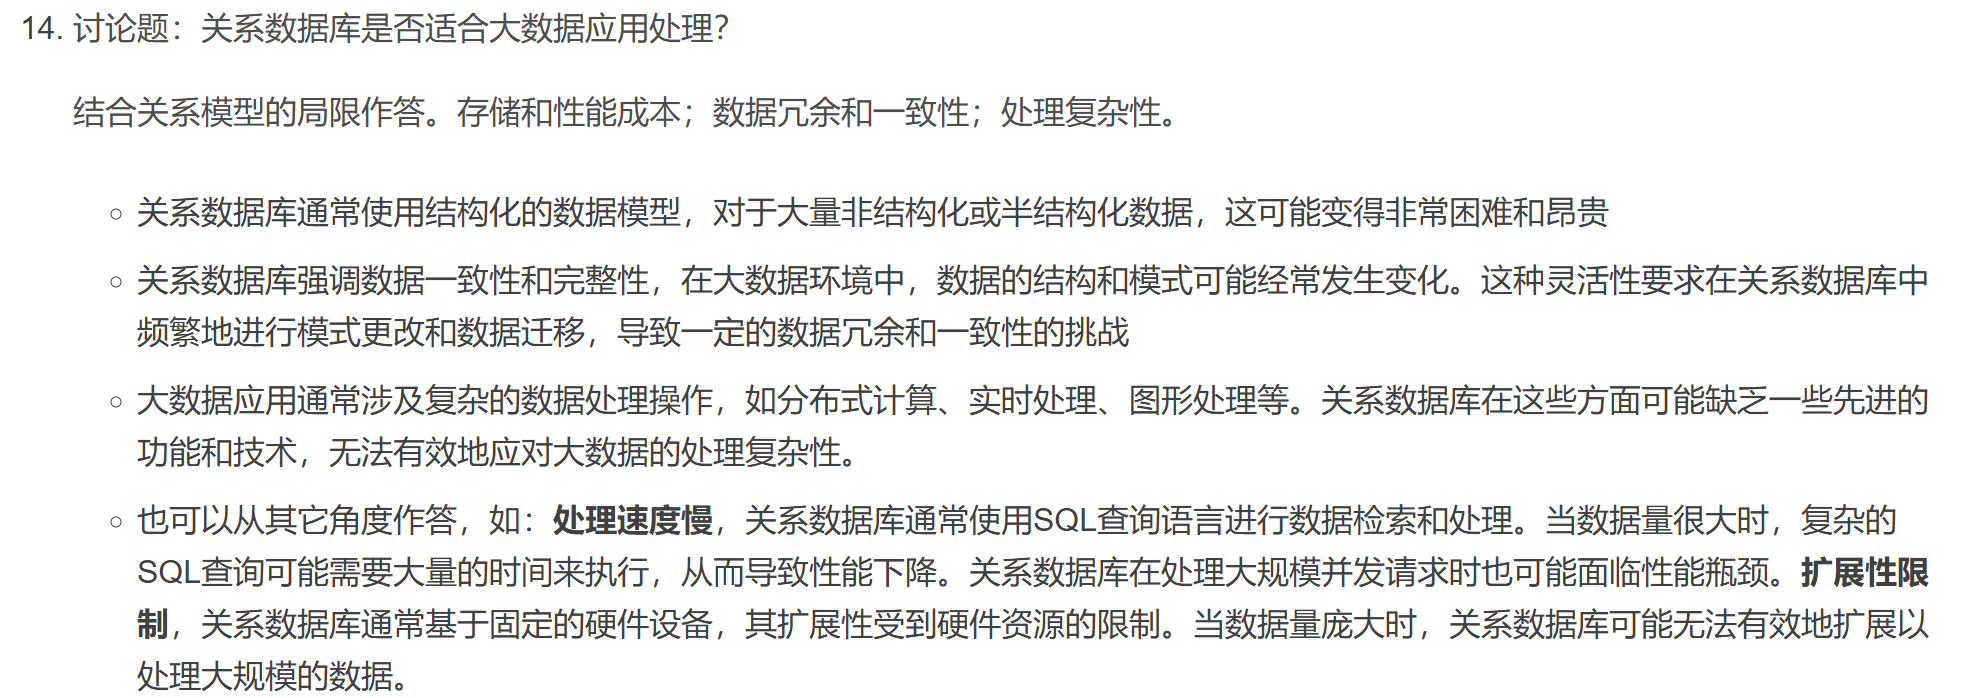 14. 讨论题：关系数据库是否适合大数据应用处理？
结合关系模型的局限作答。存储和性能成本；数据冗余和一致性；处理复杂性。
○ 关系数据库通常使用结构化的数据模型，对于大量非结构化或半结构化数据，这可能变得非常困难和昂贵
○ 关系数据库强调数据一致性和完整性，在大数据环境中，数据的结构和模式可能经常发生变化。这种灵活性要求在关系数据库中
频繁地进行模式更改和数据迁移，导致一定的数据冗余和一致性的挑战
○ 大数据应用通常涉及复杂的数据处理操作，如分布式计算、实时处理、图形处理等。关系数据库在这些方面可能缺乏一些先进的
功能和技术，无法有效地应对大数据的处理复杂性。
○ 也可以从其它角度作答，如：处理速度慢，关系数据库通常使用SQL查询语言进行数据检索和处理。当数据量很大时，复杂的
SQL查询可能需要大量的时间来执行，从而导致性能下降。关系数据库在处理大规模并发请求时也可能面临性能瓶颈。扩展性限
制，关系数据库通常基于固定的硬件设备，其扩展性受到硬件资源的限制。当数据量庞大时，关系数据库可能无法有效地扩展以
处理大规模的数据。